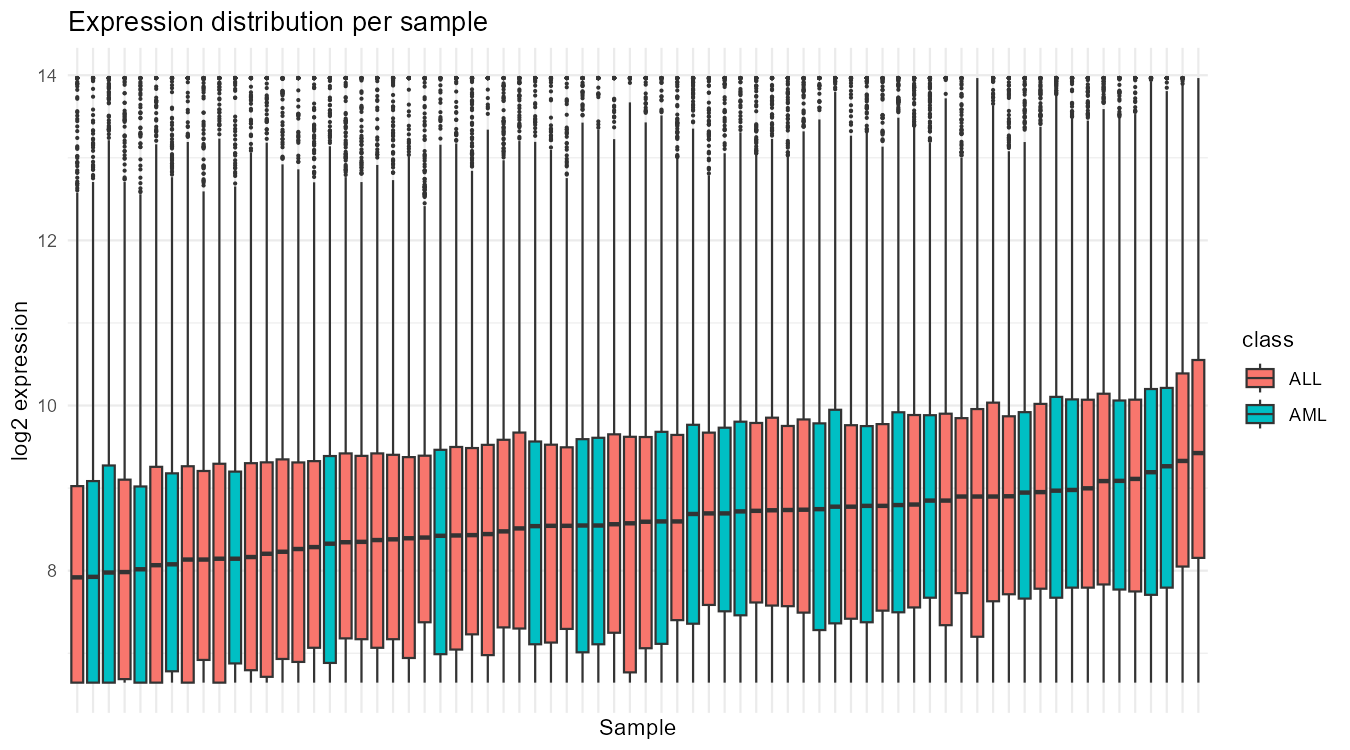 Expression distribution per sample
14
12
10
8
log2 expression
Sample
class
ALL
AML